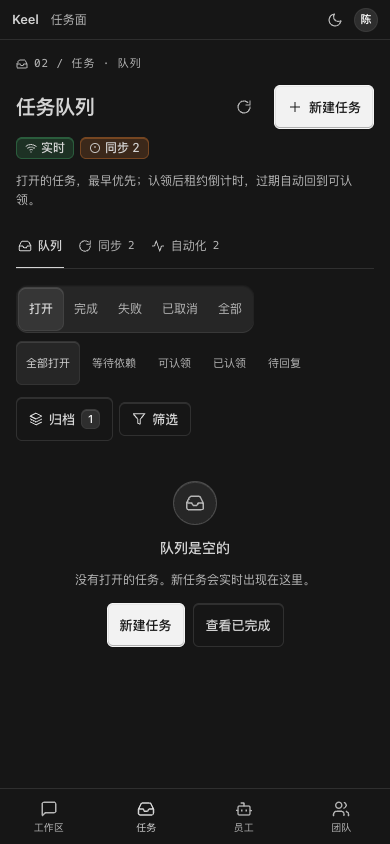 Keel 任务面 陈
02 / 任务 · 队列
任务队列 新建任务
实时 同步 2
打开的任务，最早优先；认领后租约倒计时，过期自动回到可认
领。
队列 同步 2 自动化 2
打开 完成 失败 已取消 全部
全部打开 等待依赖 可认领 已认领 待回复
归档 1 筛选
队列是空的
没有打开的任务。新任务会实时出现在这里。
新建任务 查看已完成
工作区 任务 员工 团队